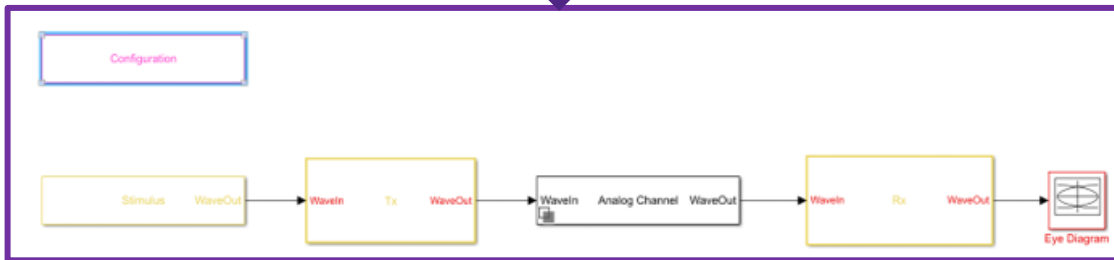 Configuration
Stimulus WaveOut
WaveIn Tx WaveOut
WaveIn Analog Channel WaveOut
WaveIn Rx WaveOut
Eye Diagram